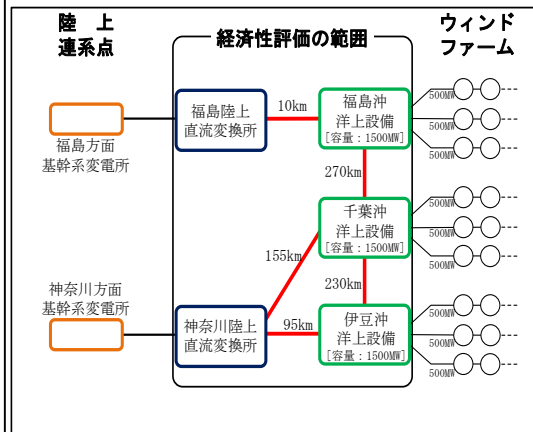 陸 上
連系点
経済性評価の範囲
ウィンド
ファーム
福島方面
基幹系変電所
福島陸上
直流変換所
10km
福島沖
洋上設備
[容量：1500MW]
500MW
500MW
500MW
270km
千葉沖
洋上設備
[容量：1500MW]
500MW
500MW
500MW
155km
230km
神奈川方面
基幹系変電所
神奈川陸上
直流変換所
95km
伊豆沖
洋上設備
[容量：1500MW]
500MW
500MW
500MW